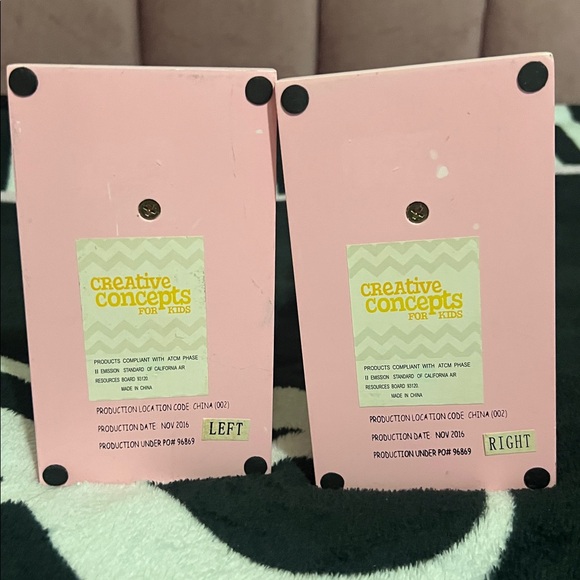 CReative
Concepts
FOR KIDS
PRODUCTS COMPLIANT WITH ATCM PHASE
II EMISSION STANDARD OF CALIFORNIA AIR
RESOURCES BOARD 93120.
MADE IN CHINA
PRODUCTION LOCATION CODE CHINA (002)
PRODUCTION DATE NOV 2016
PRODUCTION UNDER PO# 96869
LEFT
CReative
Concepts
FOR KIDS
PRODUCTS COMPLIANT WITH ATCM PHASE
II EMISSION STANDARD OF CALIFORNIA AIR
RESOURCES BOARD 93120.
MADE IN CHINA
PRODUCTION LOCATION CODE CHINA (002)
PRODUCTION DATE NOV 2016
PRODUCTION UNDER PO# 96869
RIGHT